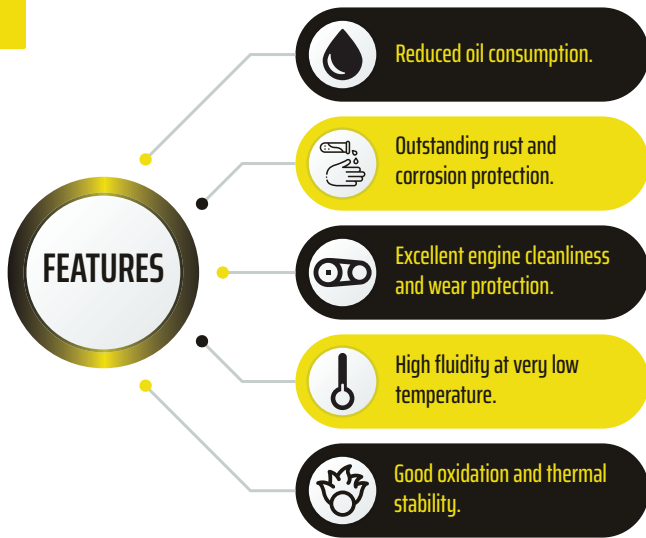 FEATURES
Reduced oil consumption.
Outstanding rust and
corrosion protection.
Excellent engine cleanliness
and wear protection.
High fluidity at very low
temperature.
Good oxidation and thermal
stability.